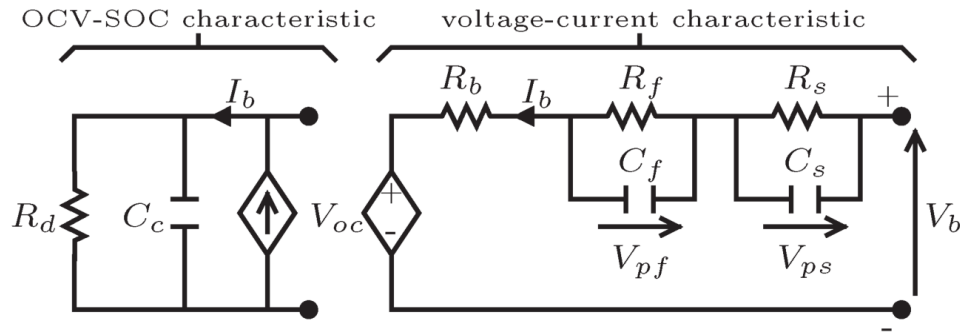 OCV-SOC characteristic
voltage-current characteristic
I_b
R_b
I_b
R_f
R_s
+
C_f
C_s
R_d
C_c
V_oc
+
-
V_b
V_pf
V_ps
-